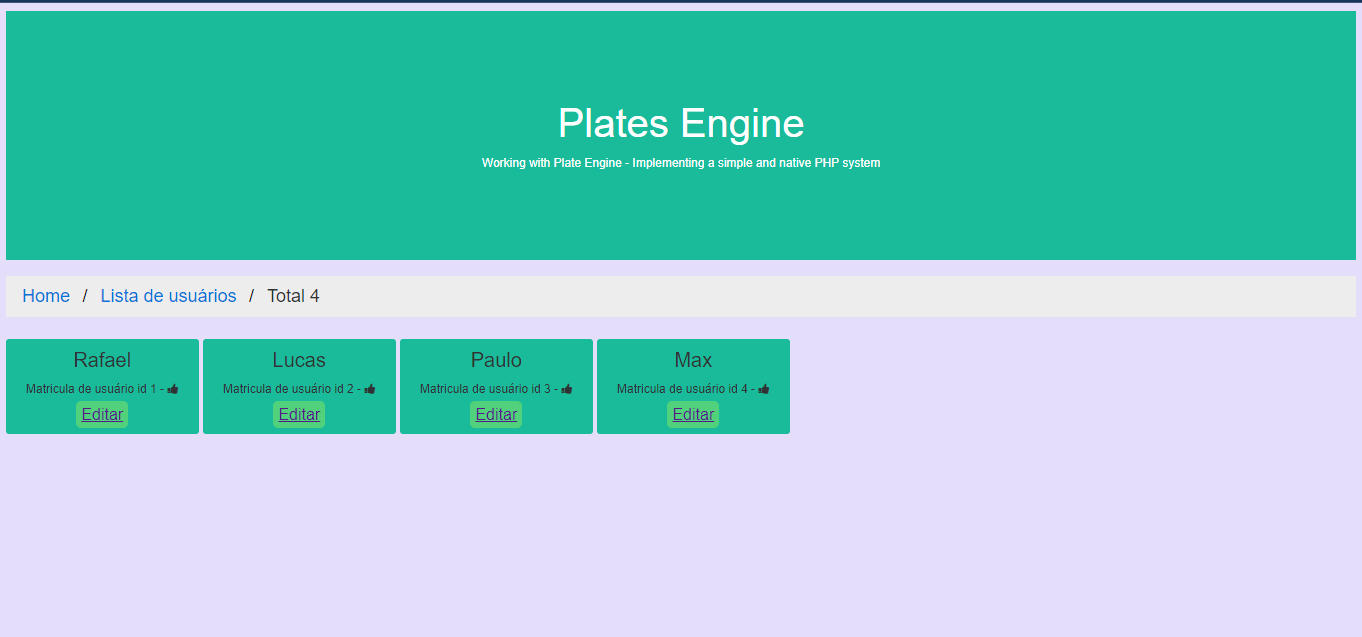 Plates Engine
Working with Plate Engine - Implementing a simple and native PHP system
Home / Lista de usuários / Total 4
Rafael
Matricula de usuário id 1 -
Editar
Lucas
Matricula de usuário id 2 -
Editar
Paulo
Matricula de usuário id 3 -
Editar
Max
Matricula de usuário id 4 -
Editar